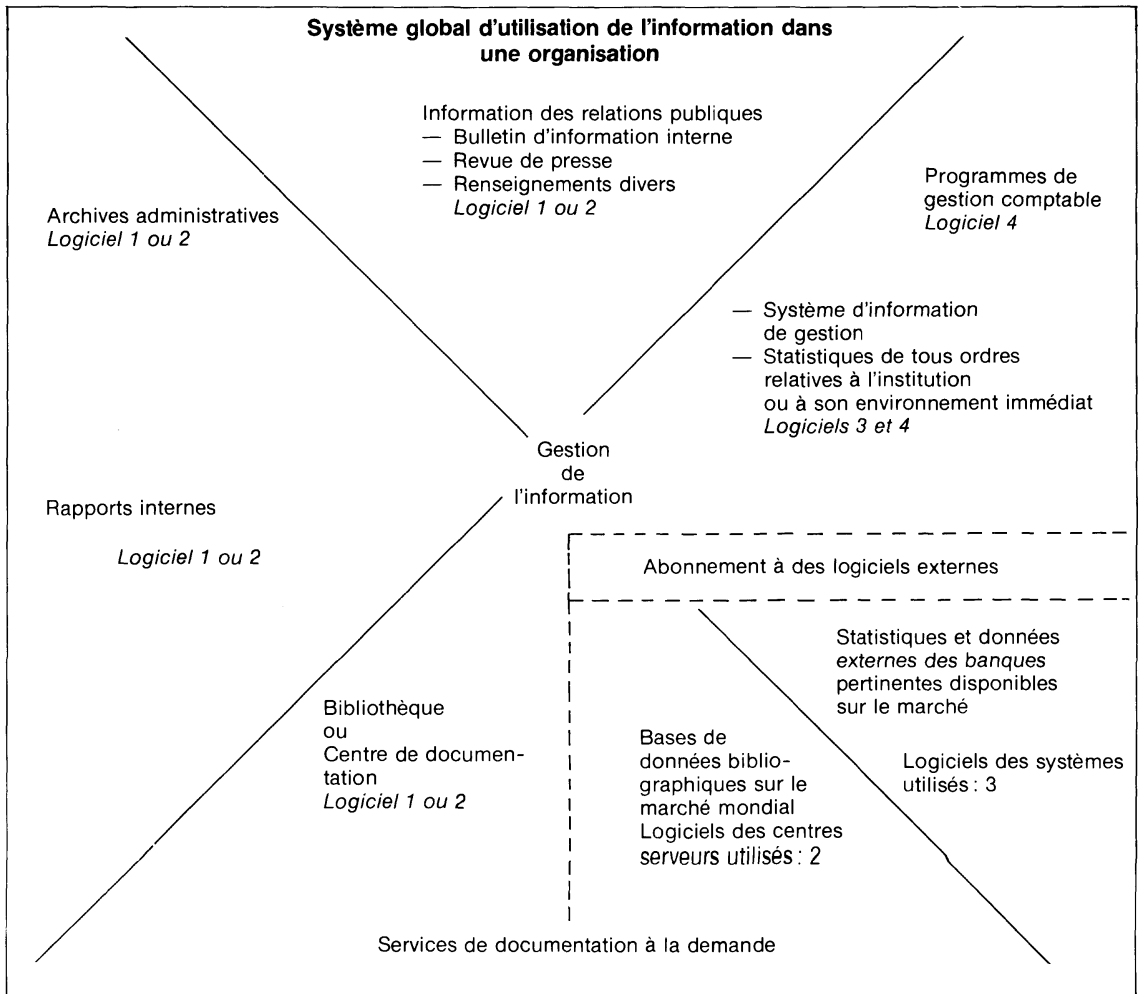 Système global d'utilisation de l'information dans
une organisation
Information des relations publiques
— Bulletin d'information interne
— Revue de presse
— Renseignements divers
Logiciel 1 ou 2
Archives administratives
Logiciel 1 ou 2
Programmes de
gestion comptable
Logiciel 4
— Système d'information
de gestion
— Statistiques de tous ordres
relatives à l'institution
ou à son environnement immédiat
Logiciels 3 et 4
Gestion
de
l'information
Rapports internes
Logiciel 1 ou 2
Abonnement à des logiciels externes
Statistiques et données
externes des banques
pertinentes disponibles
sur le marché
Logiciels des systèmes
utilisés : 3
Bibliothèque
ou
Centre de documen-
tation
Logiciel 1 ou 2
Bases de
données biblio-
graphiques sur le
marché mondial
Logiciels des centres
serveurs utilisés : 2
Services de documentation à la demande